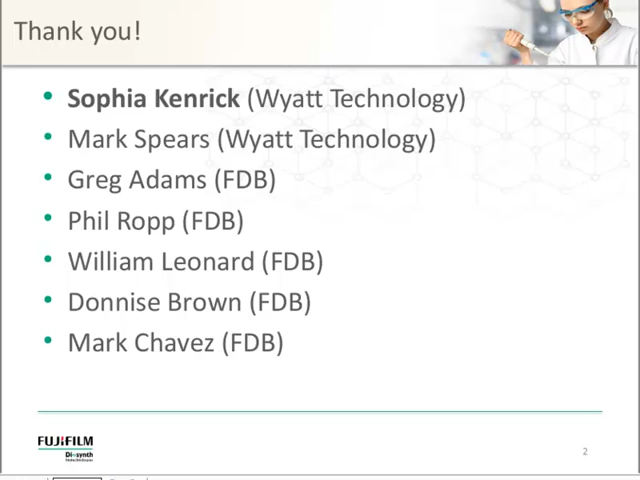 Thank you!
• Sophia Kenrick (Wyatt Technology)
• Mark Spears (Wyatt Technology)
• Greg Adams (FDB)
• Phil Ropp (FDB)
• William Leonard (FDB)
• Donnise Brown (FDB)
• Mark Chavez (FDB)
FUJIFILM
Diosynth
2